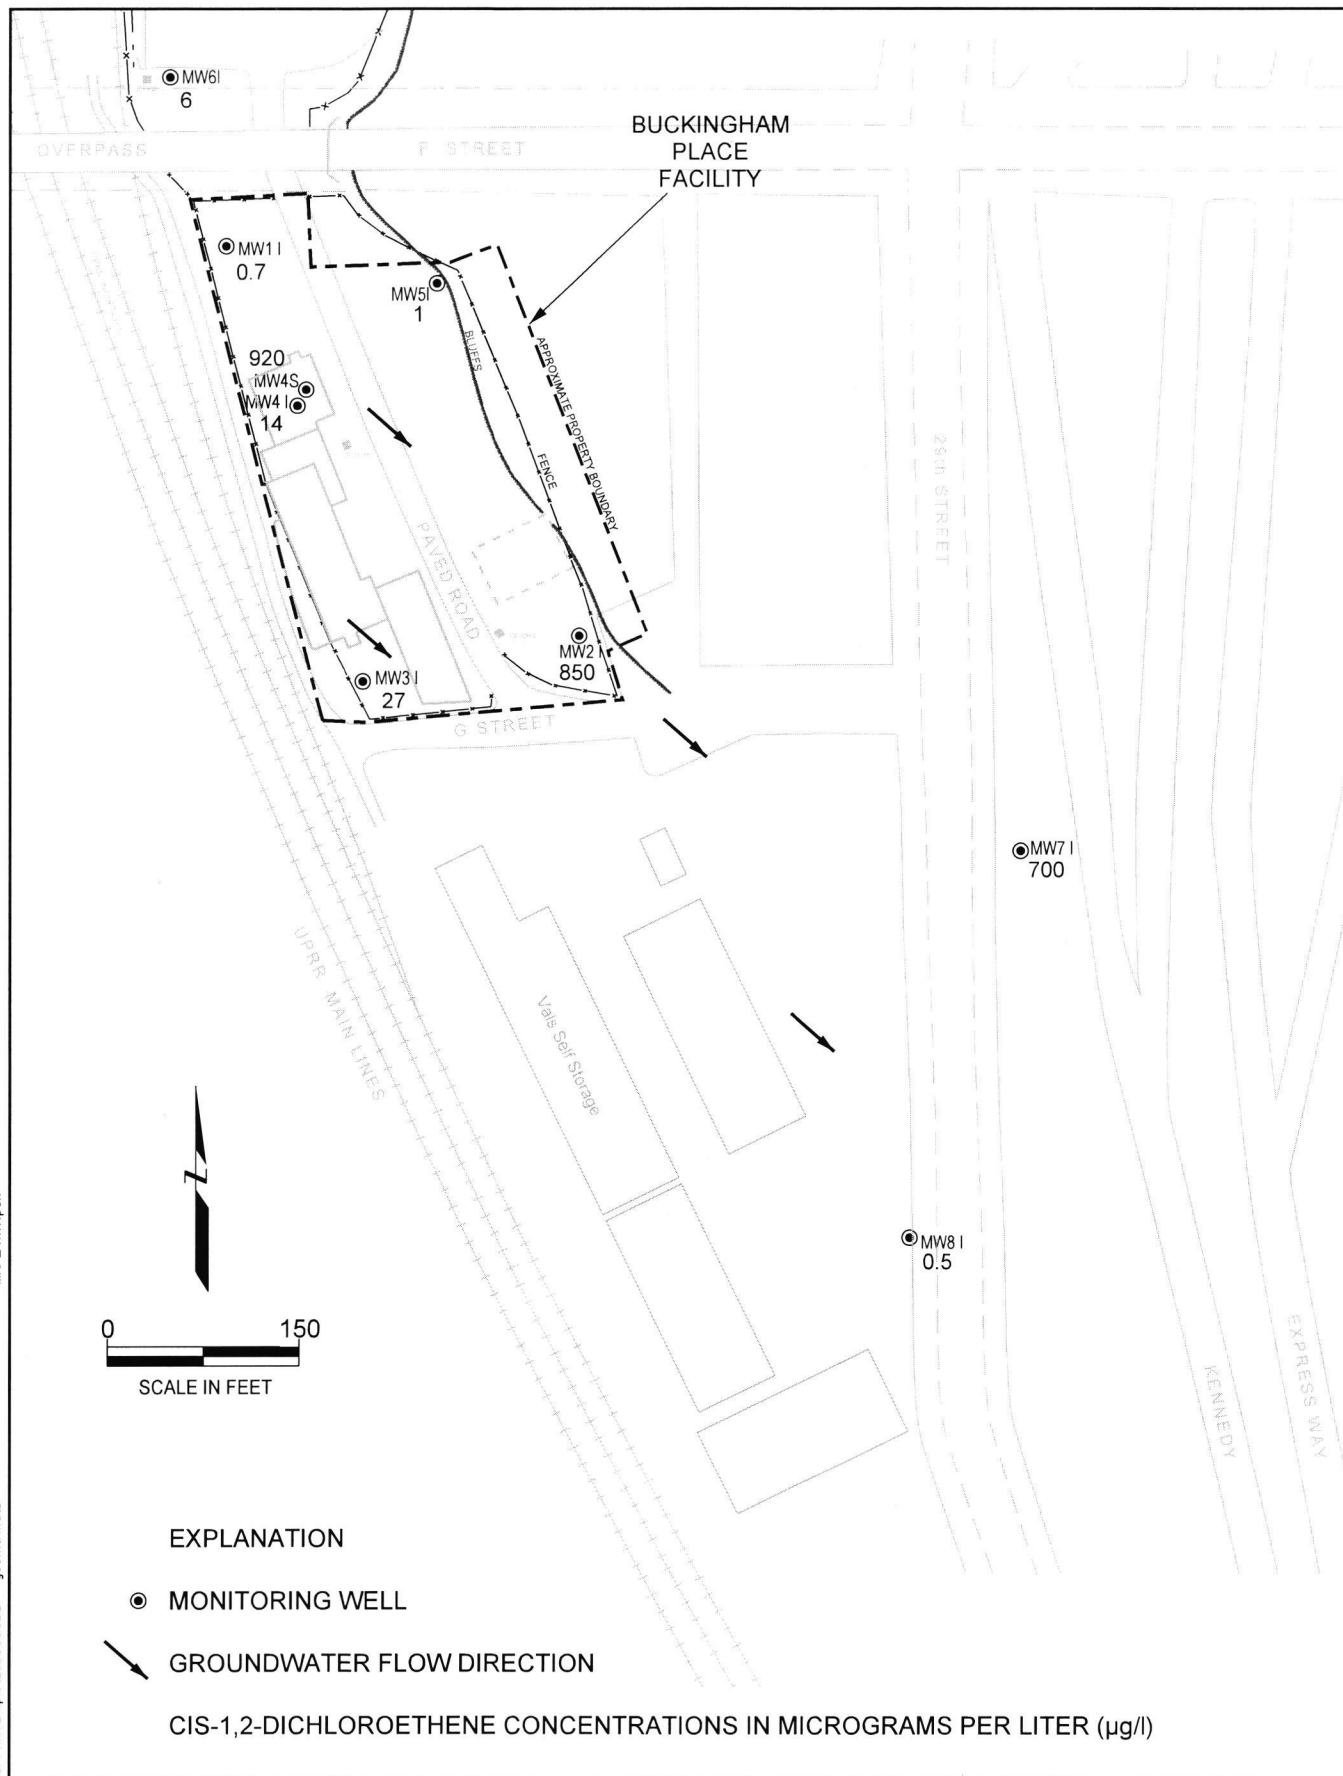 MW6I
6
OVERPASS
F STREET
BUCKINGHAM
PLACE
FACILITY
MW1 I
0.7
MW5I
1
BLUFFS
APPROXIMATE PROPERTY BOUNDARY
920
MW4S
MW4 I
14
FENCE
26th STREET
PAVED ROAD
MW2 I
850
MW3 I
27
G STREET
MW7 I
700
UPRR MAIN LINES
Vals Self Storage
MW8 I
0.5
0 150
SCALE IN FEET
KENNEDY
EXPRESS WAY
EXPLANATION
MONITORING WELL
GROUNDWATER FLOW DIRECTION
CIS-1,2-DICHLOROETHENE CONCENTRATIONS IN MICROGRAMS PER LITER (µg/l)